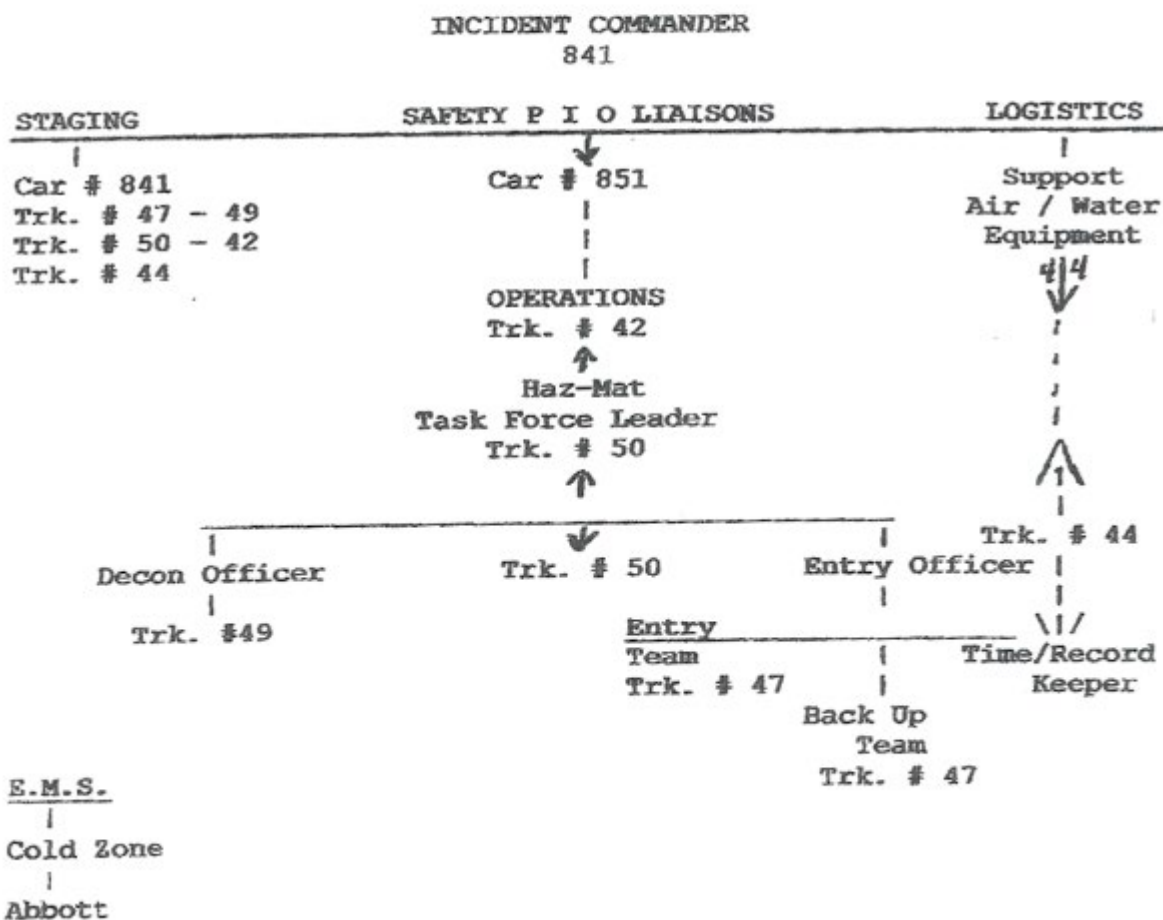 INCIDENT COMMANDER
841
STAGING SAFETY P I O LIAISONS LOGISTICS
Car # 841
Trk. # 47 - 49
Trk. # 50 - 42
Trk. # 44
Car # 851
OPERATIONS
Trk. # 42
Haz-Mat
Task Force Leader
Trk. # 50
Support
Air / Water
Equipment
44
Decon Officer
Trk. #49
Trk. # 50
Entry Officer
Trk. # 44
Entry
Team
Trk. # 47
Back Up
Team
Trk. # 47
Time/Record
Keeper
E.M.S.
Cold Zone
Abbott